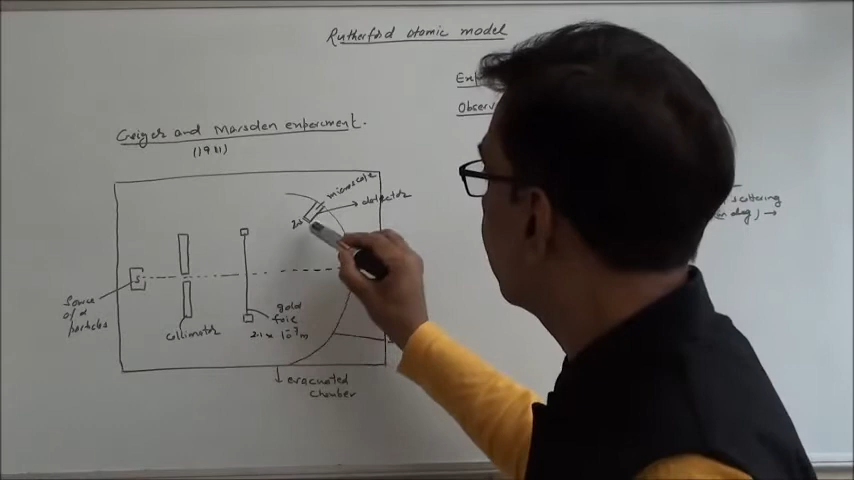 Rutherford atomic model
Geiger and Marsden experiment.
(1911)
microscope
detector
ZnS
S
Source
of α
particles
collimator
gold
foil
2.1 × 10⁻⁷ m
evacuated
chamber
Observ
scattering